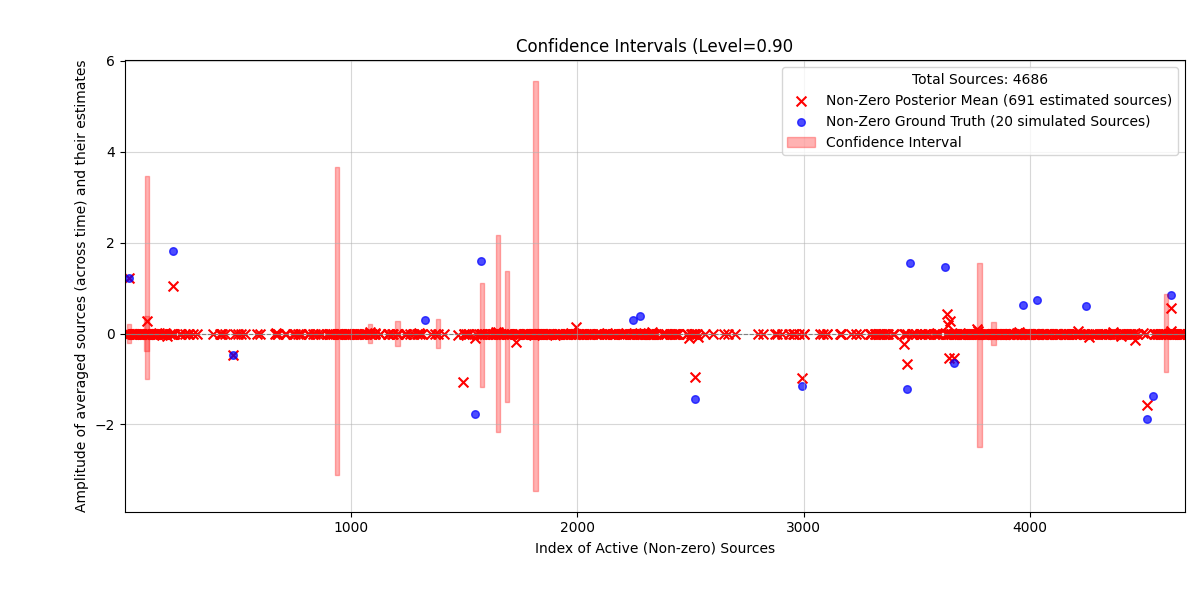 Confidence Intervals (Level=0.90
Amplitude of averaged sources (across time) and their estimates
6
4
2
0
−2
Total Sources: 4686
Non-Zero Posterior Mean (691 estimated sources)
Non-Zero Ground Truth (20 simulated Sources)
Confidence Interval
1000 2000 3000 4000
Index of Active (Non-zero) Sources